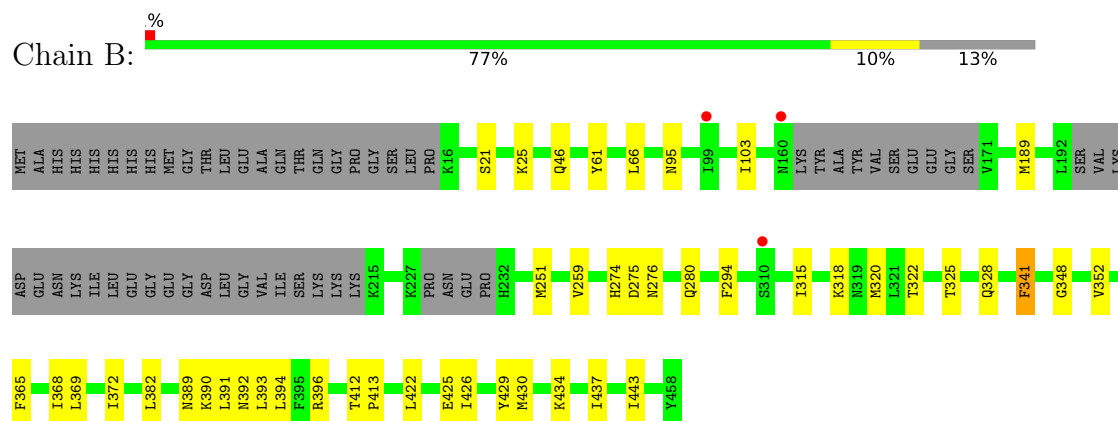 .%
Chain B:
77% 10% 13%
MET ALA HIS HIS HIS HIS HIS HIS MET GLY THR LEU GLU ALA GLN THR GLN GLY PRO GLY SER LEU PRO K16 S21 K25 Q46 Y61 L66 N95 I99 I103 N160 LYS TYR ALA TYR VAL SER GLU GLU GLY SER V171 M189 L192 SER VAL LYS
ASP GLU ASN LYS ILE LEU GLU GLY GLU GLY ASP LEU GLY VAL ILE SER LYS LYS LYS K215 K227 PRO ASN GLU PRO H232 M251 V259 H274 D275 N276 Q280 F294 S310 I315 K318 N319 M320 L321 T322 T325 Q328 F341 G348 V352
F365 I368 L369 I372 L382 N389 K390 L391 N392 L393 L394 F395 R396 T412 P413 L422 E425 I426 Y429 M430 K434 I437 I443 Y458